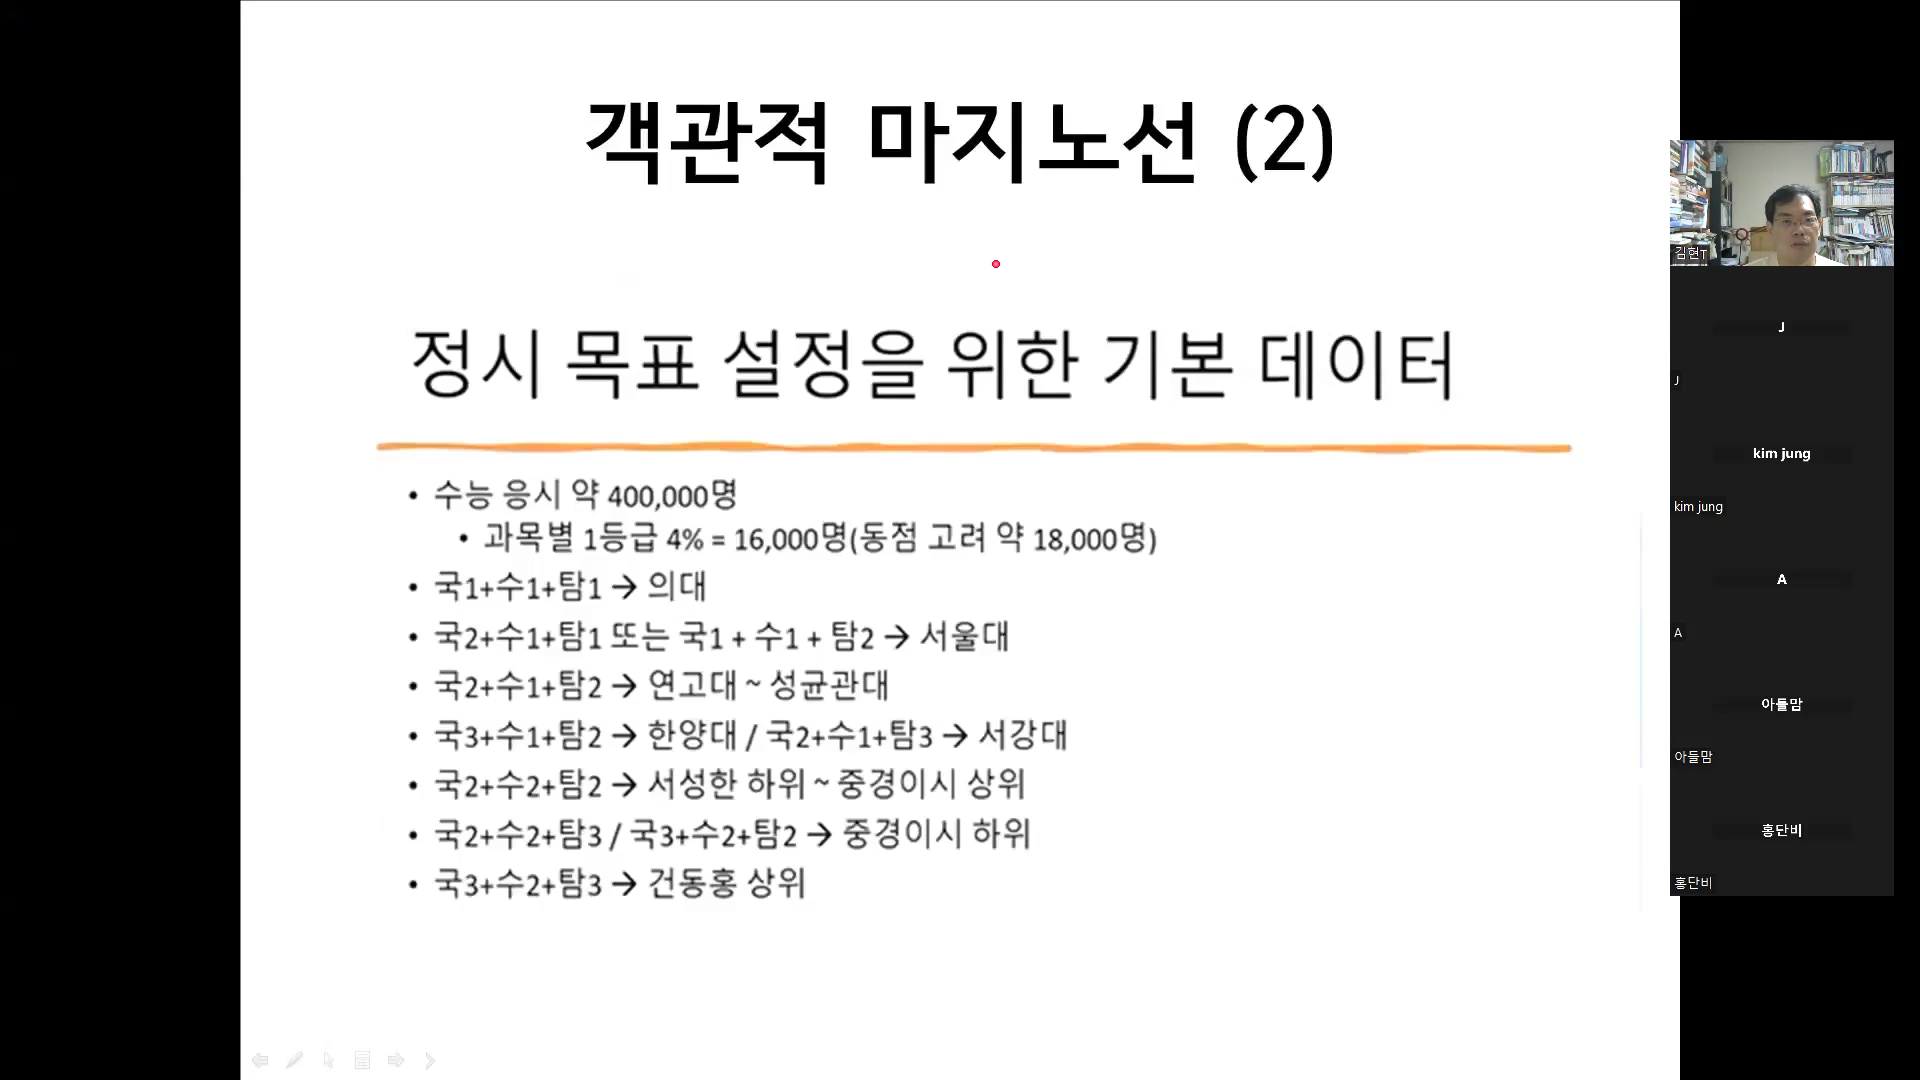 객관적 마지노선 (2)
정시 목표 설정을 위한 기본 데이터
• 수능 응시 약 400,000명
• 과목별 1등급 4% = 16,000명(동점 고려 약 18,000명)
• 국1+수1+탐1 → 의대
• 국2+수1+탐1 또는 국1 + 수1 + 탐2 → 서울대
• 국2+수1+탐2 → 연고대 ~ 성균관대
• 국3+수1+탐2 → 한양대 / 국2+수1+탐3 → 서강대
• 국2+수2+탐2 → 서성한 하위 ~ 중경이시 상위
• 국2+수2+탐3 / 국3+수2+탐2 → 중경이시 하위
• 국3+수2+탐3 → 건동홍 상위
김현T
J
J
kim jung
kim jung
A
A
아들맘
아들맘
홍단비
홍단비